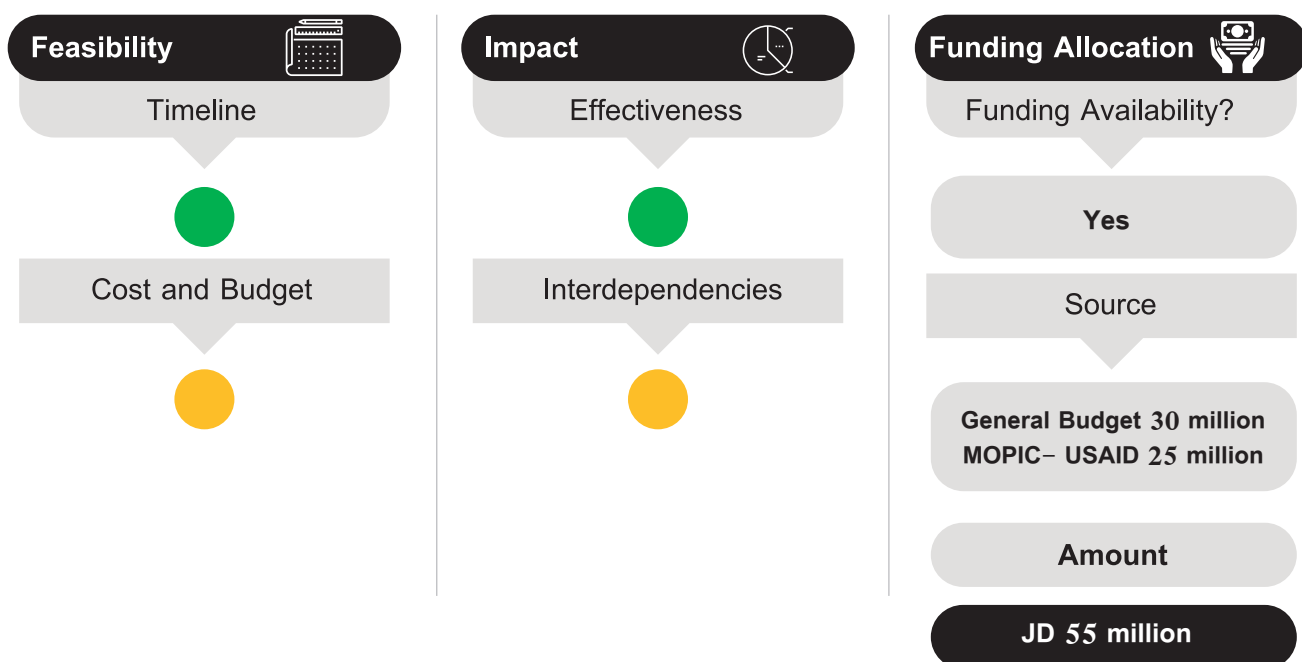 Feasibility
Timeline
Cost and Budget
Impact
Effectiveness
Interdependencies
Funding Allocation
Funding Availability?
Yes
Source
General Budget 30 million
MOPIC– USAID 25 million
Amount
JD 55 million